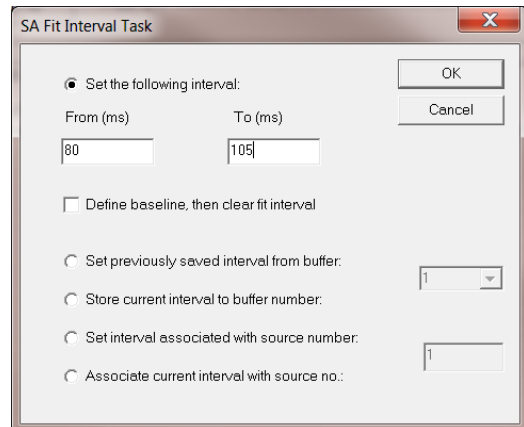 SA Fit Interval Task
Set the following interval:
OK
From (ms) To (ms)
Cancel
80 105
Define baseline, then clear fit interval
Set previously saved interval from buffer:
1
Store current interval to buffer number:
Set interval associated with source number:
1
Associate current interval with source no.: